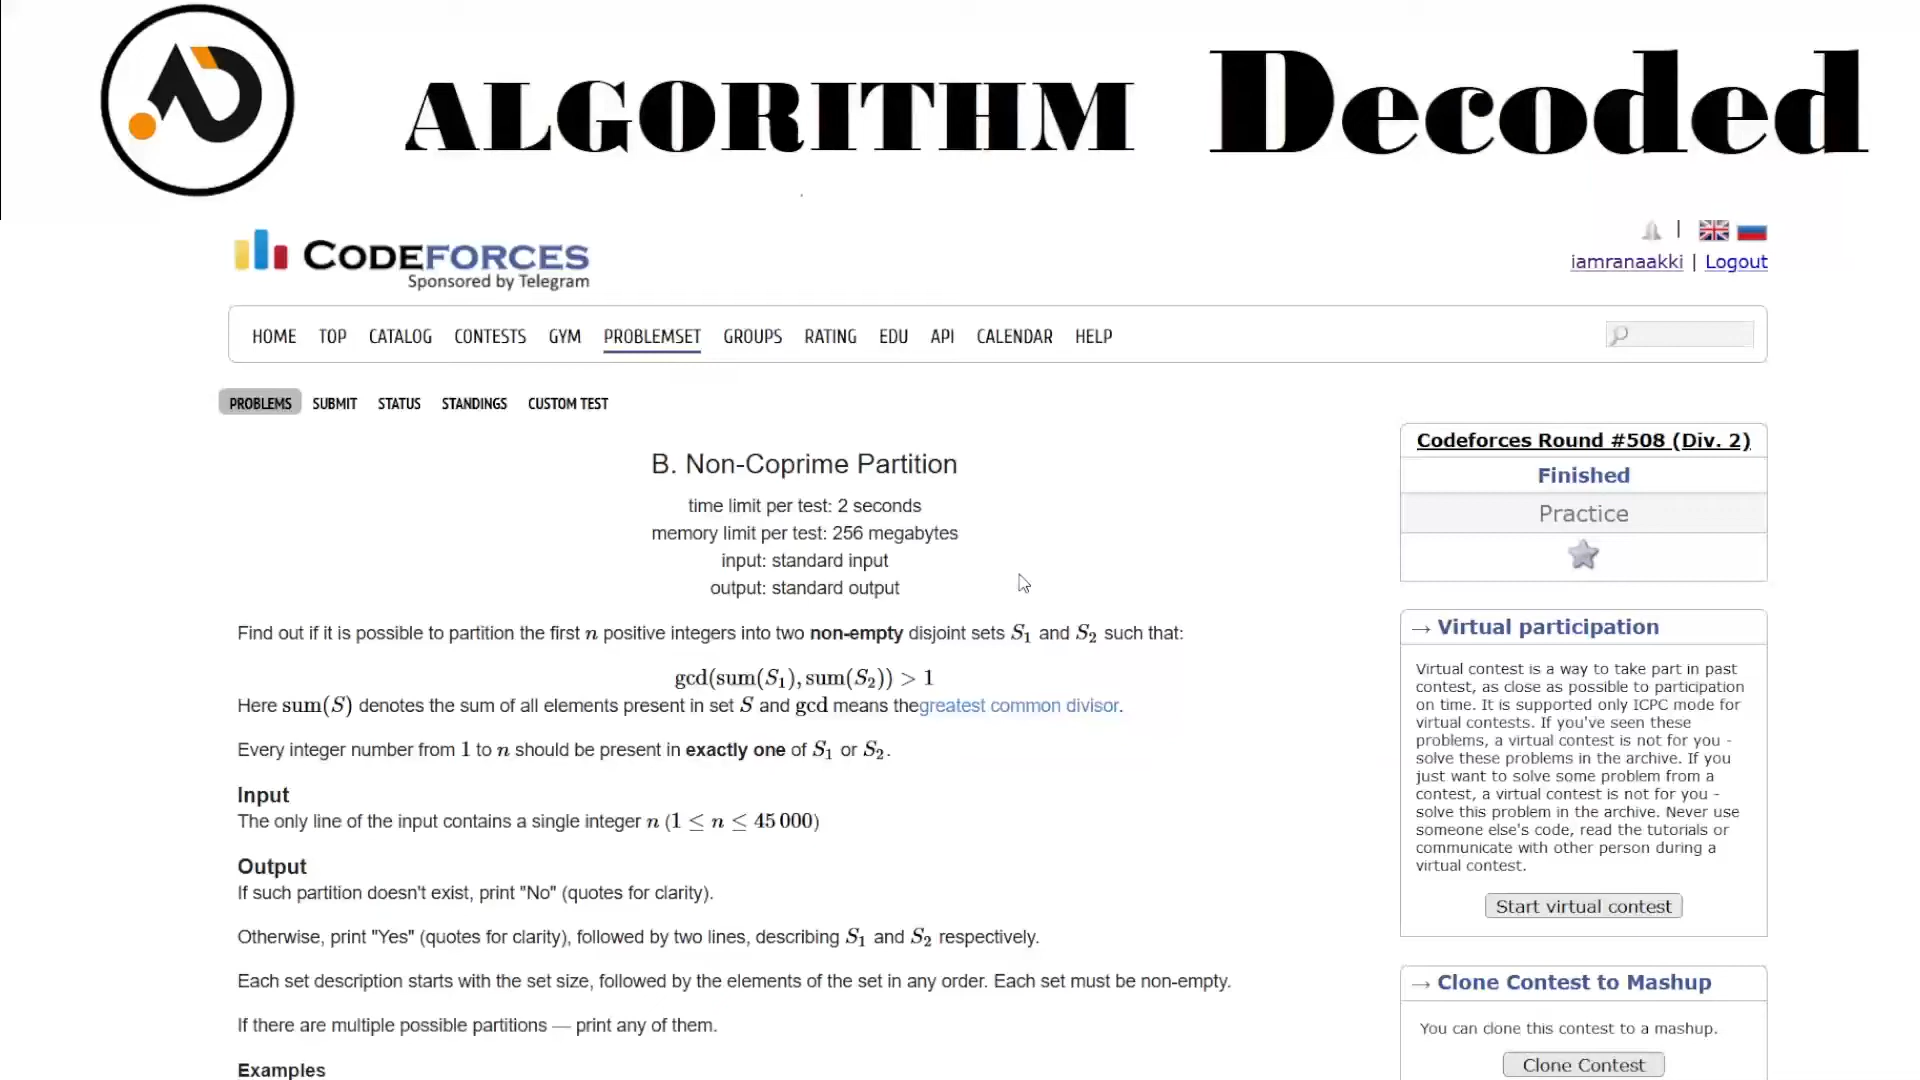 ALGORITHM Decoded
CODEFORCES
Sponsored by Telegram
|
iamranaakki | Logout
HOME TOP CATALOG CONTESTS GYM PROBLEMSET GROUPS RATING EDU API CALENDAR HELP
PROBLEMS SUBMIT STATUS STANDINGS CUSTOM TEST
B. Non-Coprime Partition
time limit per test: 2 seconds
memory limit per test: 256 megabytes
input: standard input
output: standard output
Find out if it is possible to partition the first n positive integers into two non-empty disjoint sets S₁ and S₂ such that:
gcd(sum(S₁), sum(S₂)) > 1
Here sum(S) denotes the sum of all elements present in set S and gcd means thegreatest common divisor.
Every integer number from 1 to n should be present in exactly one of S₁ or S₂.
Input
The only line of the input contains a single integer n (1 ≤ n ≤ 45 000)
Output
If such partition doesn't exist, print "No" (quotes for clarity).
Otherwise, print "Yes" (quotes for clarity), followed by two lines, describing S₁ and S₂ respectively.
Each set description starts with the set size, followed by the elements of the set in any order. Each set must be non-empty.
If there are multiple possible partitions — print any of them.
Examples
Codeforces Round #508 (Div. 2)
Finished
Practice
→ Virtual participation
Virtual contest is a way to take part in past
contest, as close as possible to participation
on time. It is supported only ICPC mode for
virtual contests. If you've seen these
problems, a virtual contest is not for you -
solve these problems in the archive. If you
just want to solve some problem from a
contest, a virtual contest is not for you -
solve this problem in the archive. Never use
someone else's code, read the tutorials or
communicate with other person during a
virtual contest.
Start virtual contest
→ Clone Contest to Mashup
You can clone this contest to a mashup.
Clone Contest